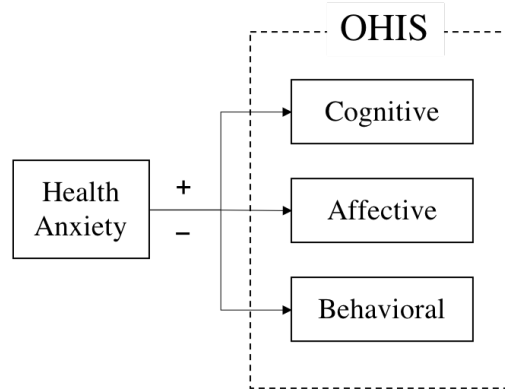 OHIS
Cognitive
Health
Anxiety
+
−
Affective
Behavioral